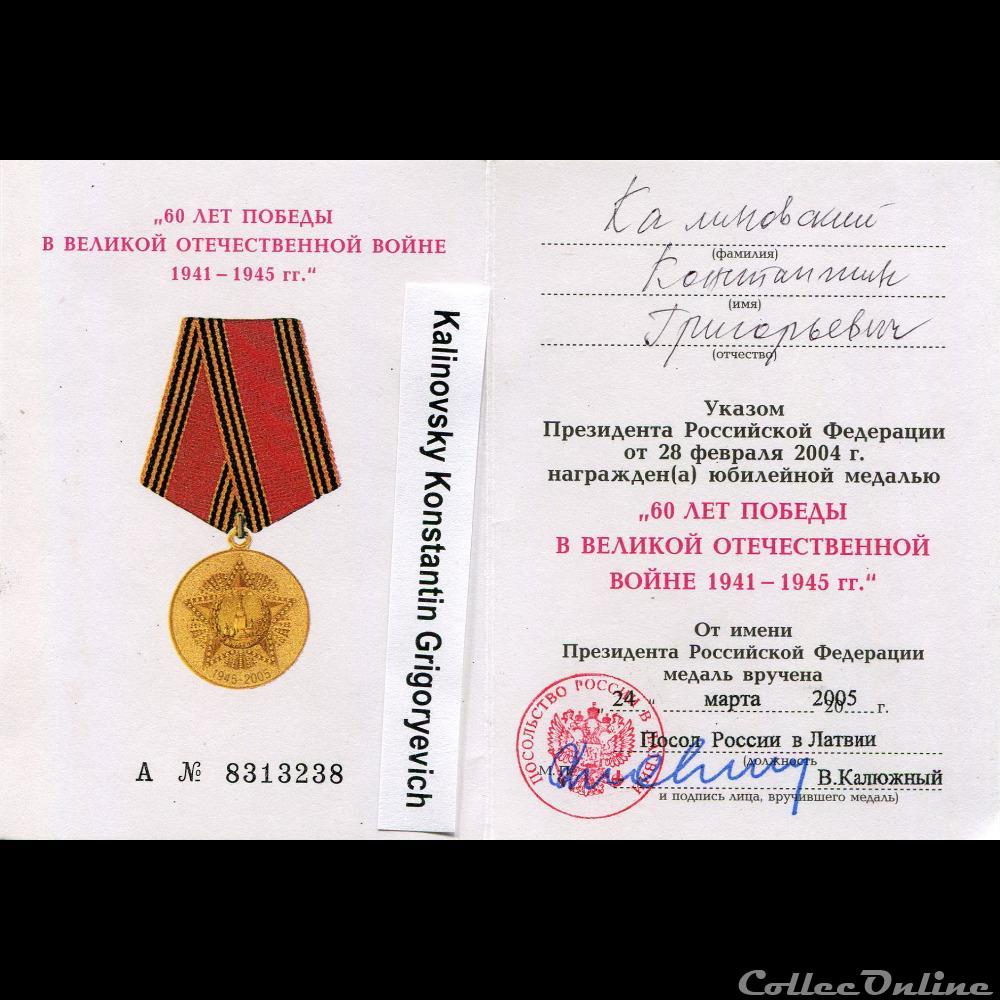 „60 ЛЕТ ПОБЕДЫ
В ВЕЛИКОЙ ОТЕЧЕСТВЕННОЙ ВОЙНЕ
1941 – 1945 гг.“
1945-2005
А № 8313238
Kalinovsky Konstantin Grigoryevich
Калиновский
(фамилия)
Константин
(имя)
Григорьевич
(отчество)
Указом
Президента Российской Федерации
от 28 февраля 2004 г.
награжден(а) юбилейной медалью
„60 ЛЕТ ПОБЕДЫ
В ВЕЛИКОЙ ОТЕЧЕСТВЕННОЙ
ВОЙНЕ 1941 – 1945 гг.“
От имени
Президента Российской Федерации
медаль вручена
„ 24 “ марта 2005 г.
Посол России в Латвии
(должность
М.П.
В.Калюжный
и подпись лица, вручившего медаль)
ПОСОЛЬСТВО РОССИИ В ЛАТВИИ
CollecOnline